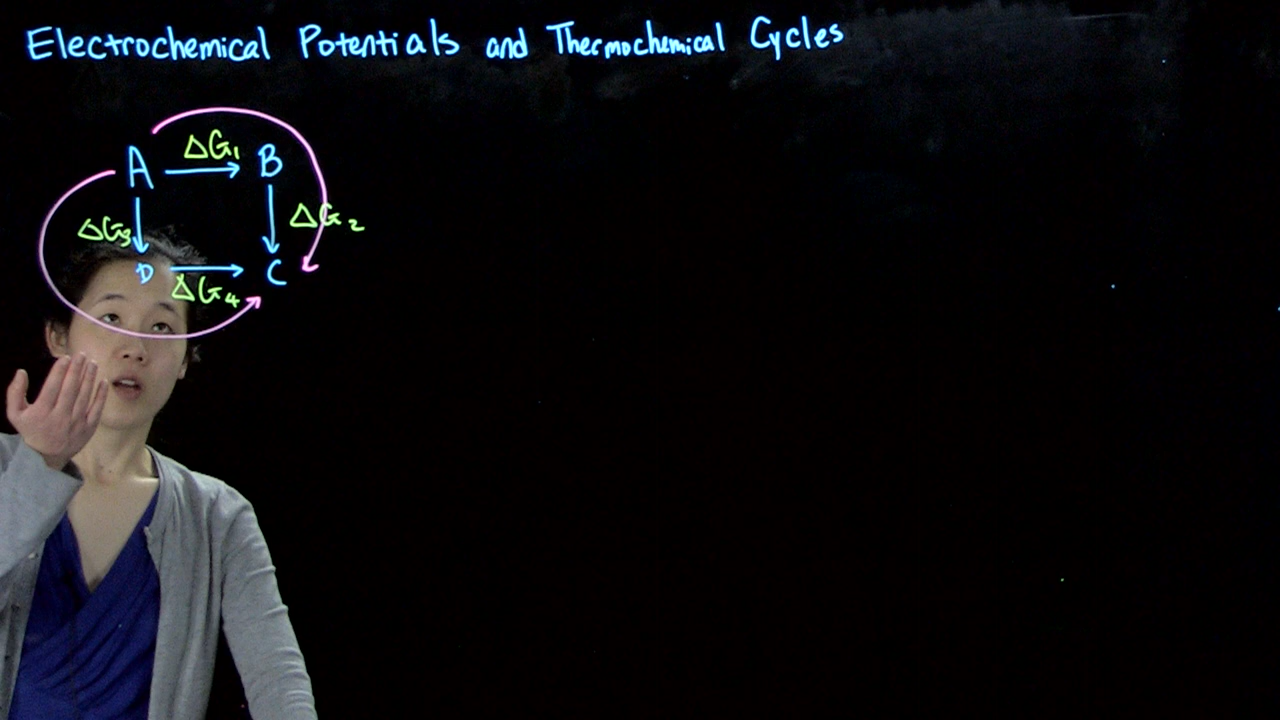 Electrochemical Potentials and Thermochemical Cycles
A ΔG₁ B
ΔG₃ ΔG₂
D ΔG₄ C